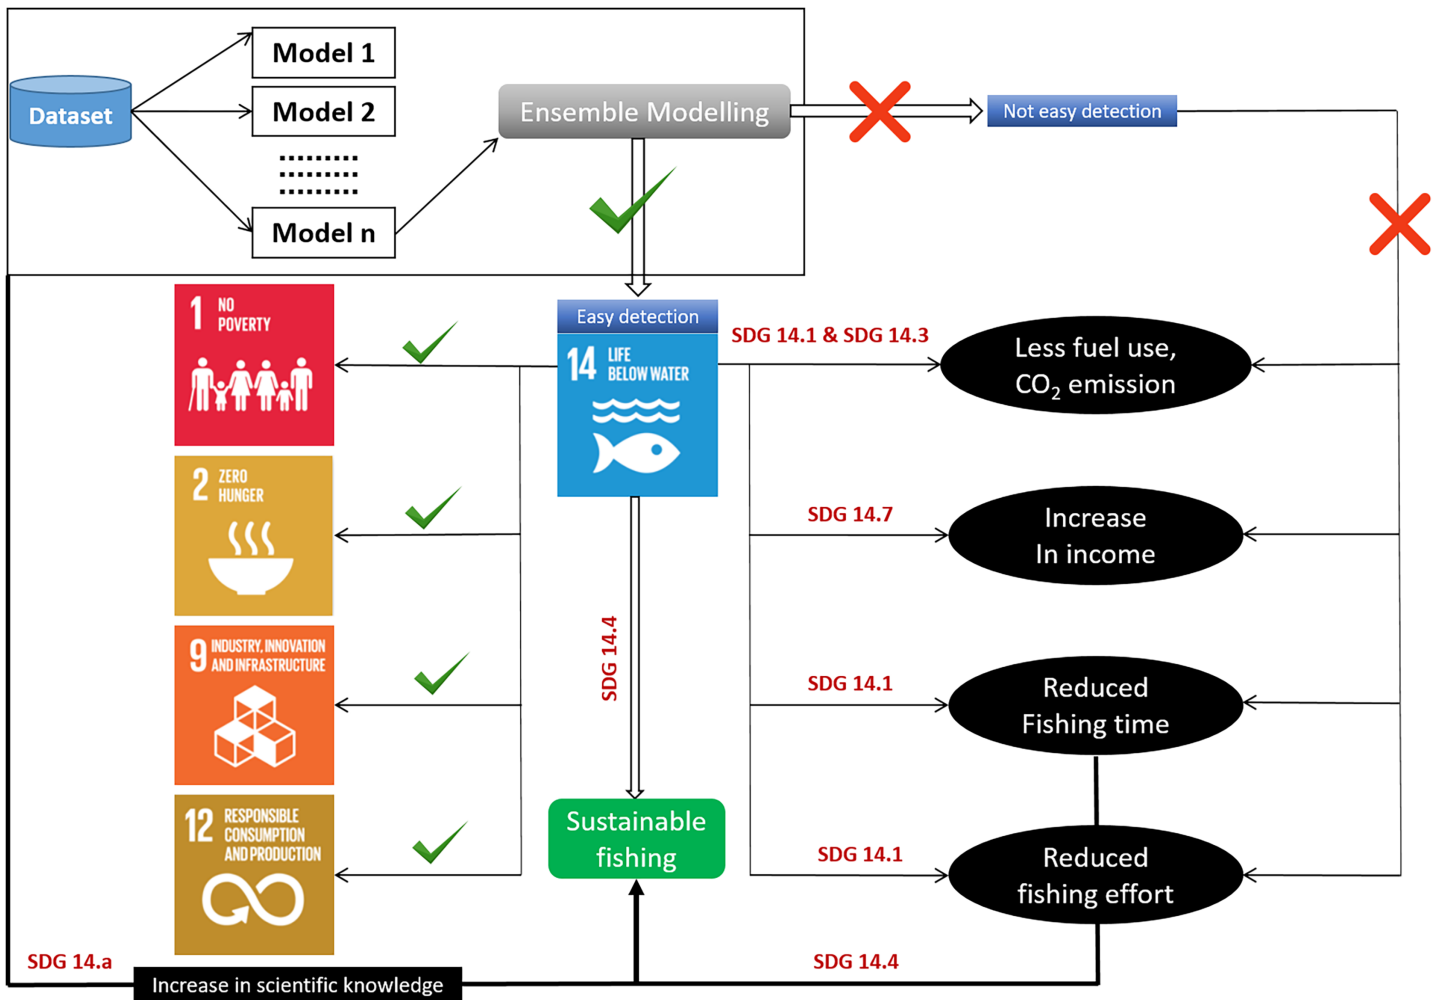 Model 1
Dataset
Model 2
Model n
Ensemble Modelling
Not easy detection
Easy detection
14 LIFE
BELOW WATER
1 NO
POVERTY
2 ZERO
HUNGER
9 INDUSTRY, INNOVATION
AND INFRASTRUCTURE
12 RESPONSIBLE
CONSUMPTION
AND PRODUCTION
SDG 14.1 & SDG 14.3
Less fuel use,
CO₂ emission
SDG 14.7
Increase
In income
SDG 14.4
SDG 14.1
Reduced
Fishing time
Sustainable
fishing
SDG 14.1
Reduced
fishing effort
SDG 14.a
Increase in scientific knowledge
SDG 14.4